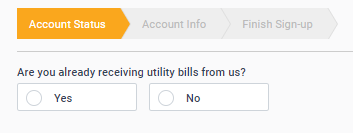 Account Status Account Info Finish Sign-up
Are you already receiving utility bills from us?
Yes No